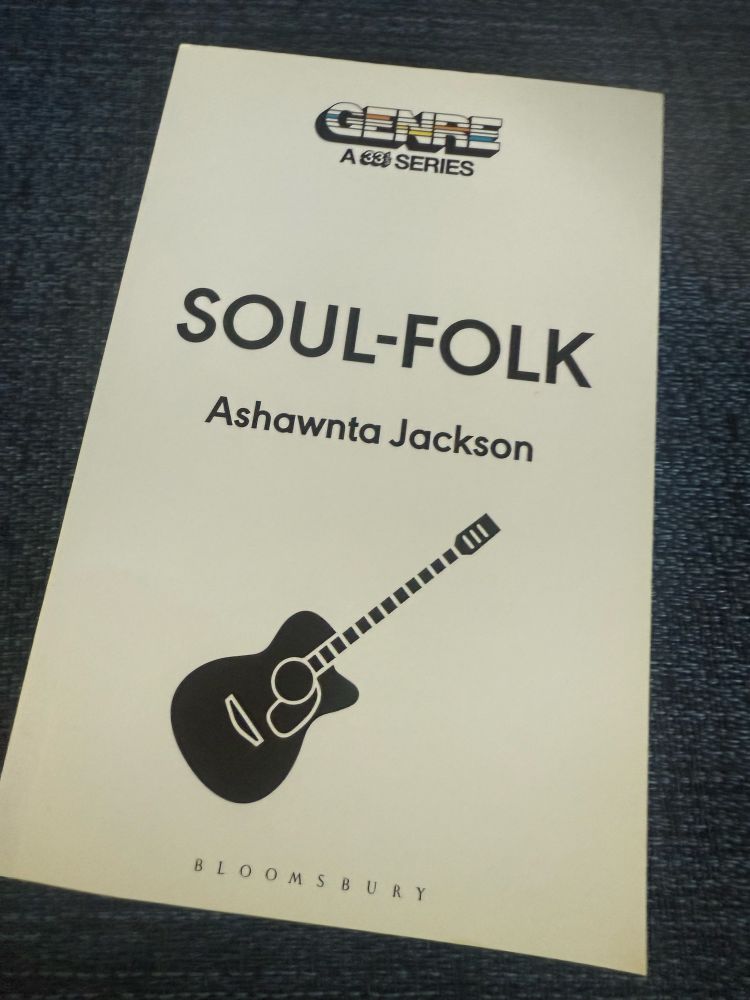 GENRE
A 33⅓ SERIES
SOUL-FOLK
Ashawnta Jackson
BLOOMSBURY